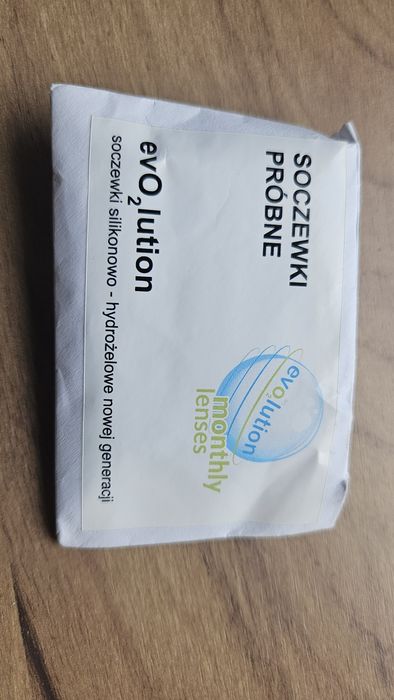 SOCZEWKI
PRÓBNE
evO₂lution
monthly
lenses
evO₂lution
soczewki silikonowo - hydrożelowe nowej generacji